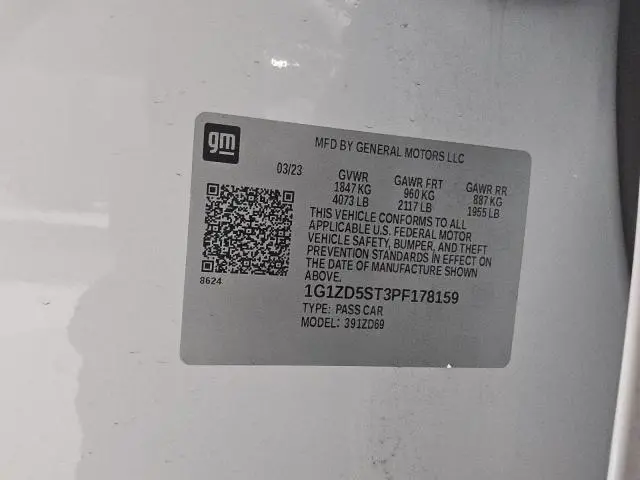 gm
MFD BY GENERAL MOTORS LLC
03/23 GVWR GAWR FRT GAWR RR
1847 KG 960 KG 887 KG
4073 LB 2117 LB 1955 LB
THIS VEHICLE CONFORMS TO ALL
APPLICABLE U.S. FEDERAL MOTOR
VEHICLE SAFETY, BUMPER, AND THEFT
PREVENTION STANDARDS IN EFFECT ON
THE DATE OF MANUFACTURE SHOWN
ABOVE.
8624
1G1ZD5ST3PF178159
TYPE: PASS CAR
MODEL: 391ZD69